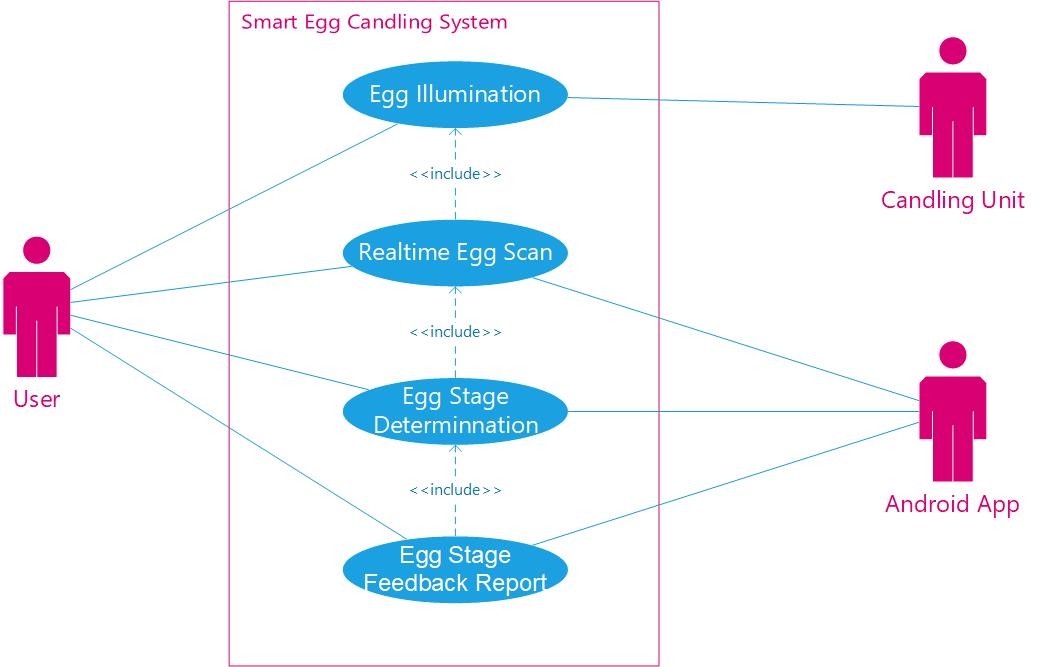 Smart Egg Candling System
Egg Illumination
<<include>>
Candling Unit
Realtime Egg Scan
<<include>>
User
Egg Stage
Determinnation
<<include>>
Android App
Egg Stage
Feedback Report